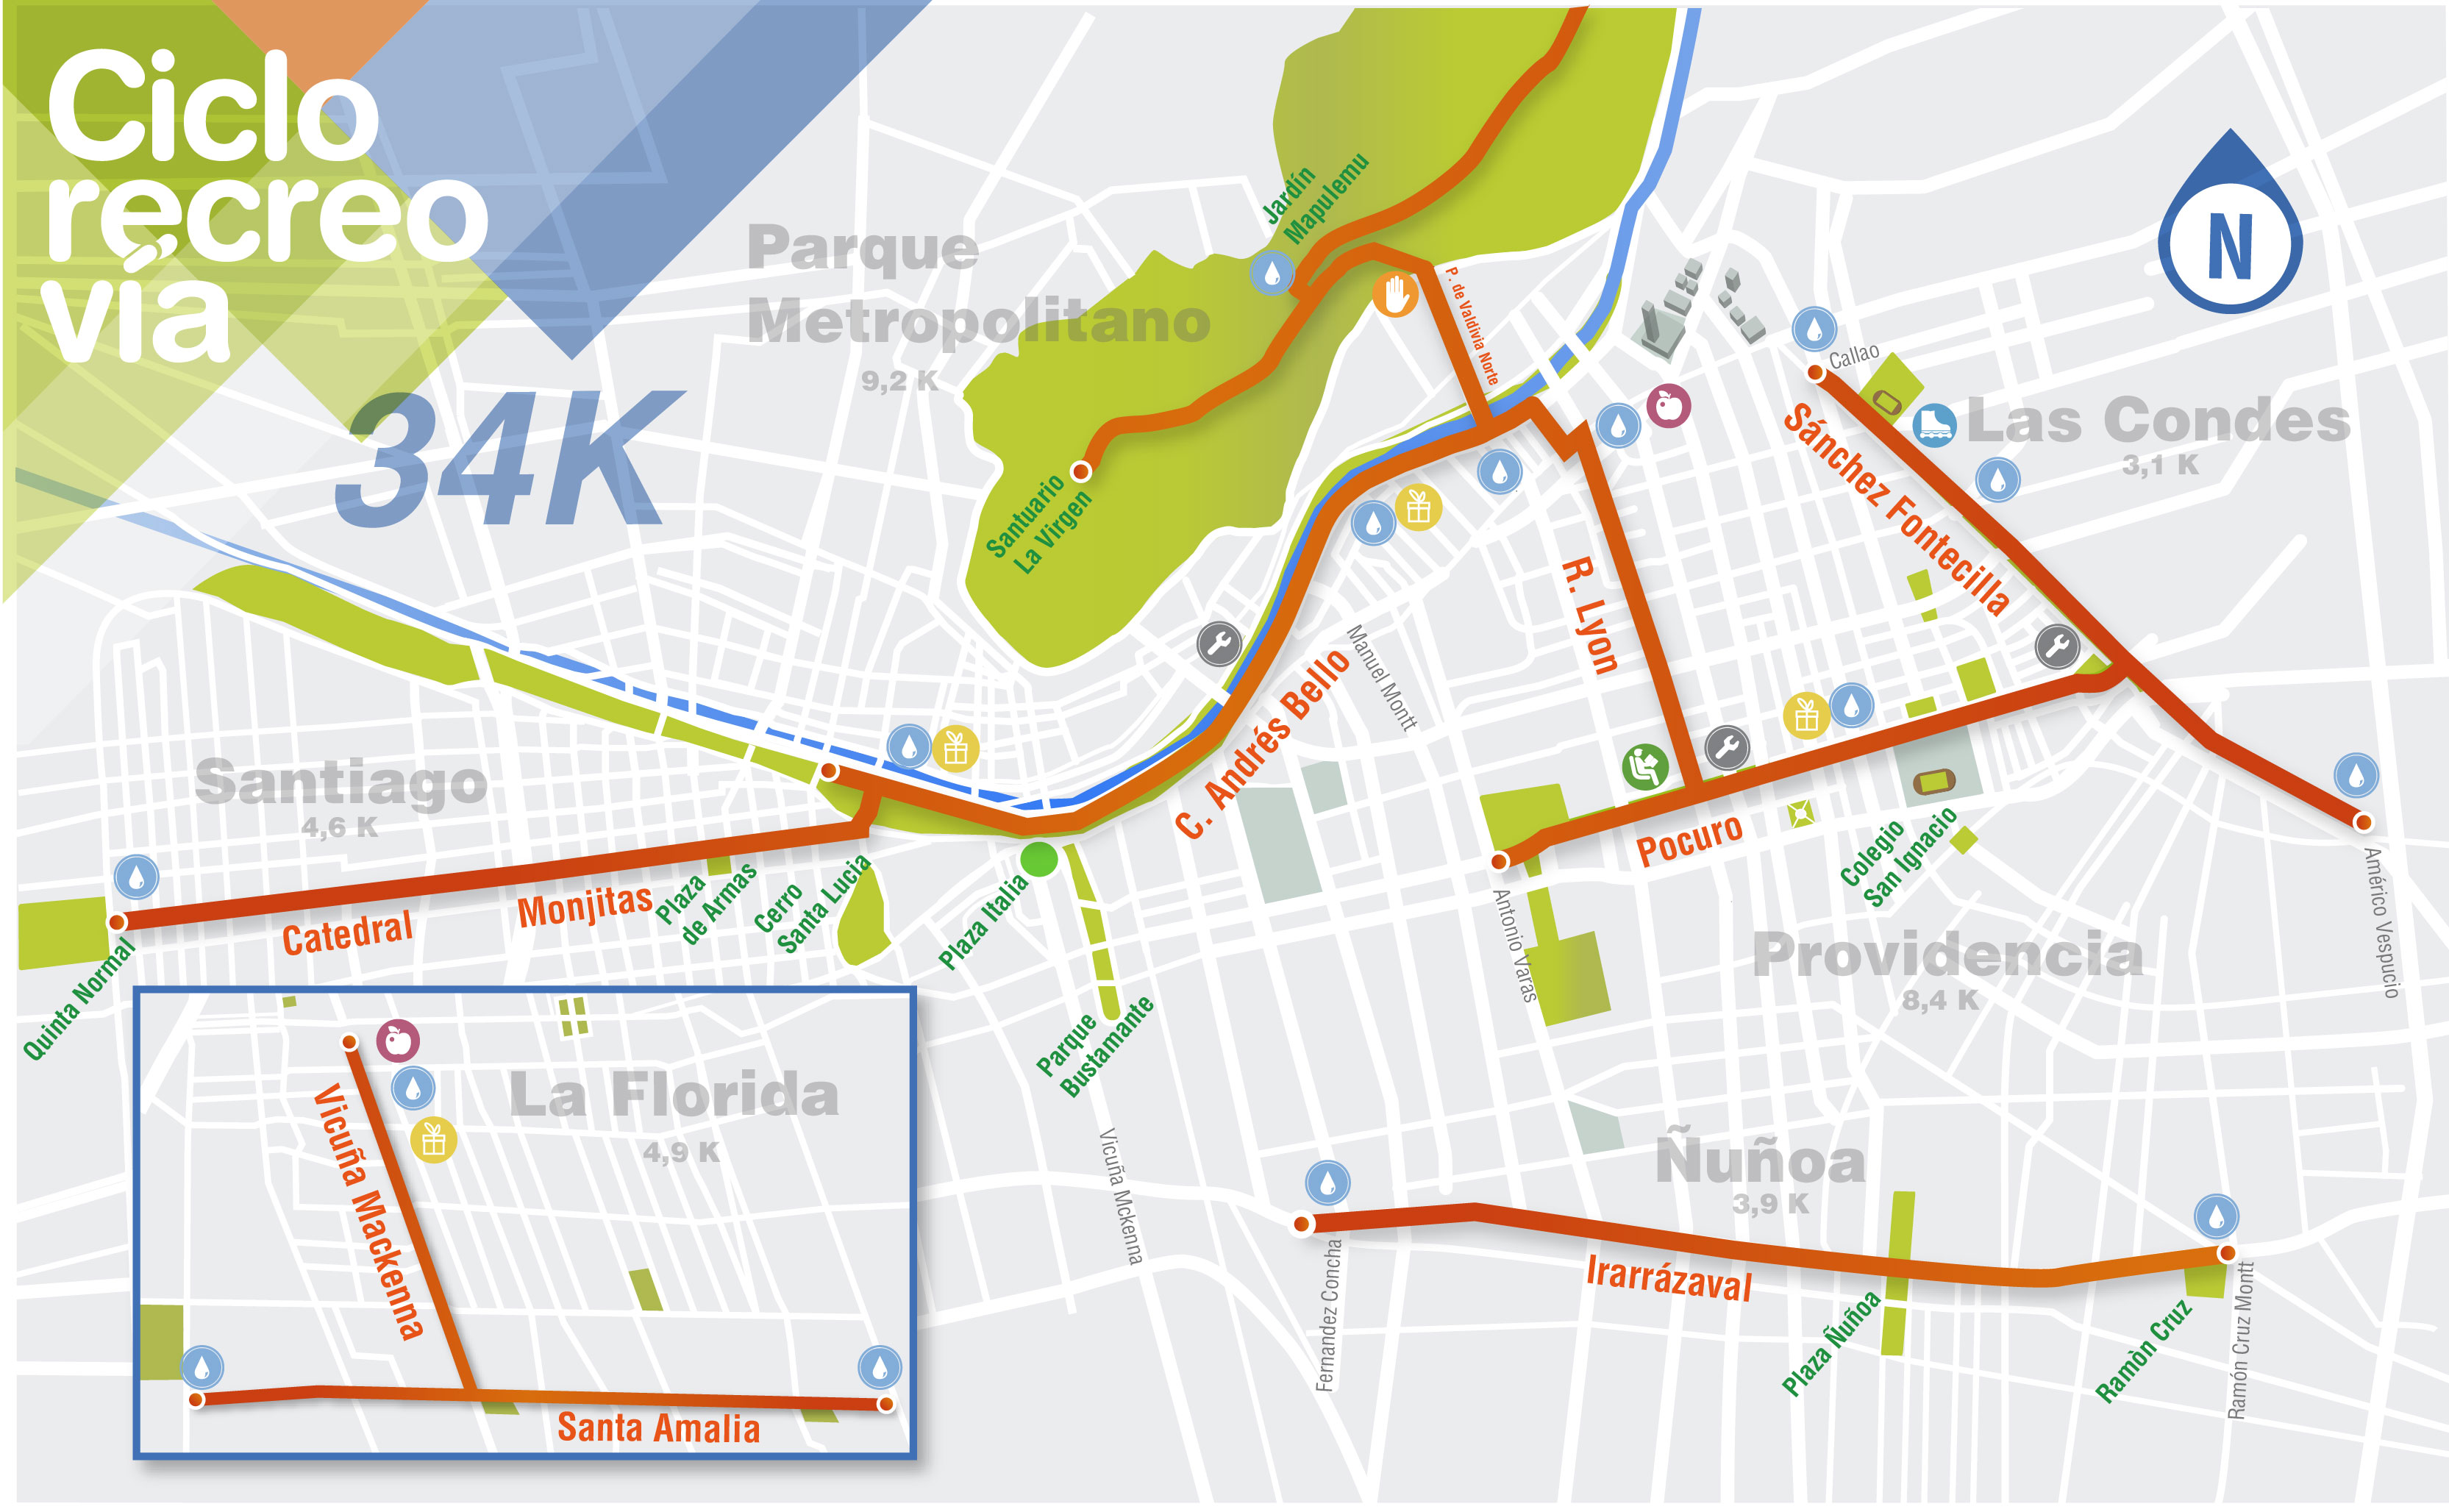 Ciclo
recreo
vía
34K
N
Parque
Metropolitano
9,2 K
Jardín
Mapulemu
P. de Valdivia Norte
Callao
Las Condes
3,1 K
Sánchez Fontecilla
Santuario
La Virgen
R. Lyon
Manuel Montt
C. Andrés Bello
Santiago
4,6 K
Pocuro
Colegio
San Ignacio
Américo Vespucio
Catedral
Monjitas
Plaza
de Armas
Cerro
Santa Lucia
Plaza Italia
Quinta Normal
Antonio Varas
Providencia
8,4 K
Parque
Bustamante
Vicuña Mckenna
La Florida
4,9 K
Vicuña Mackenna
Santa Amalia
Ñuñoa
3,9 K
Fernandez Concha
Irarrázaval
Plaza Ñuñoa
Ramòn Cruz
Ramón Cruz Montt